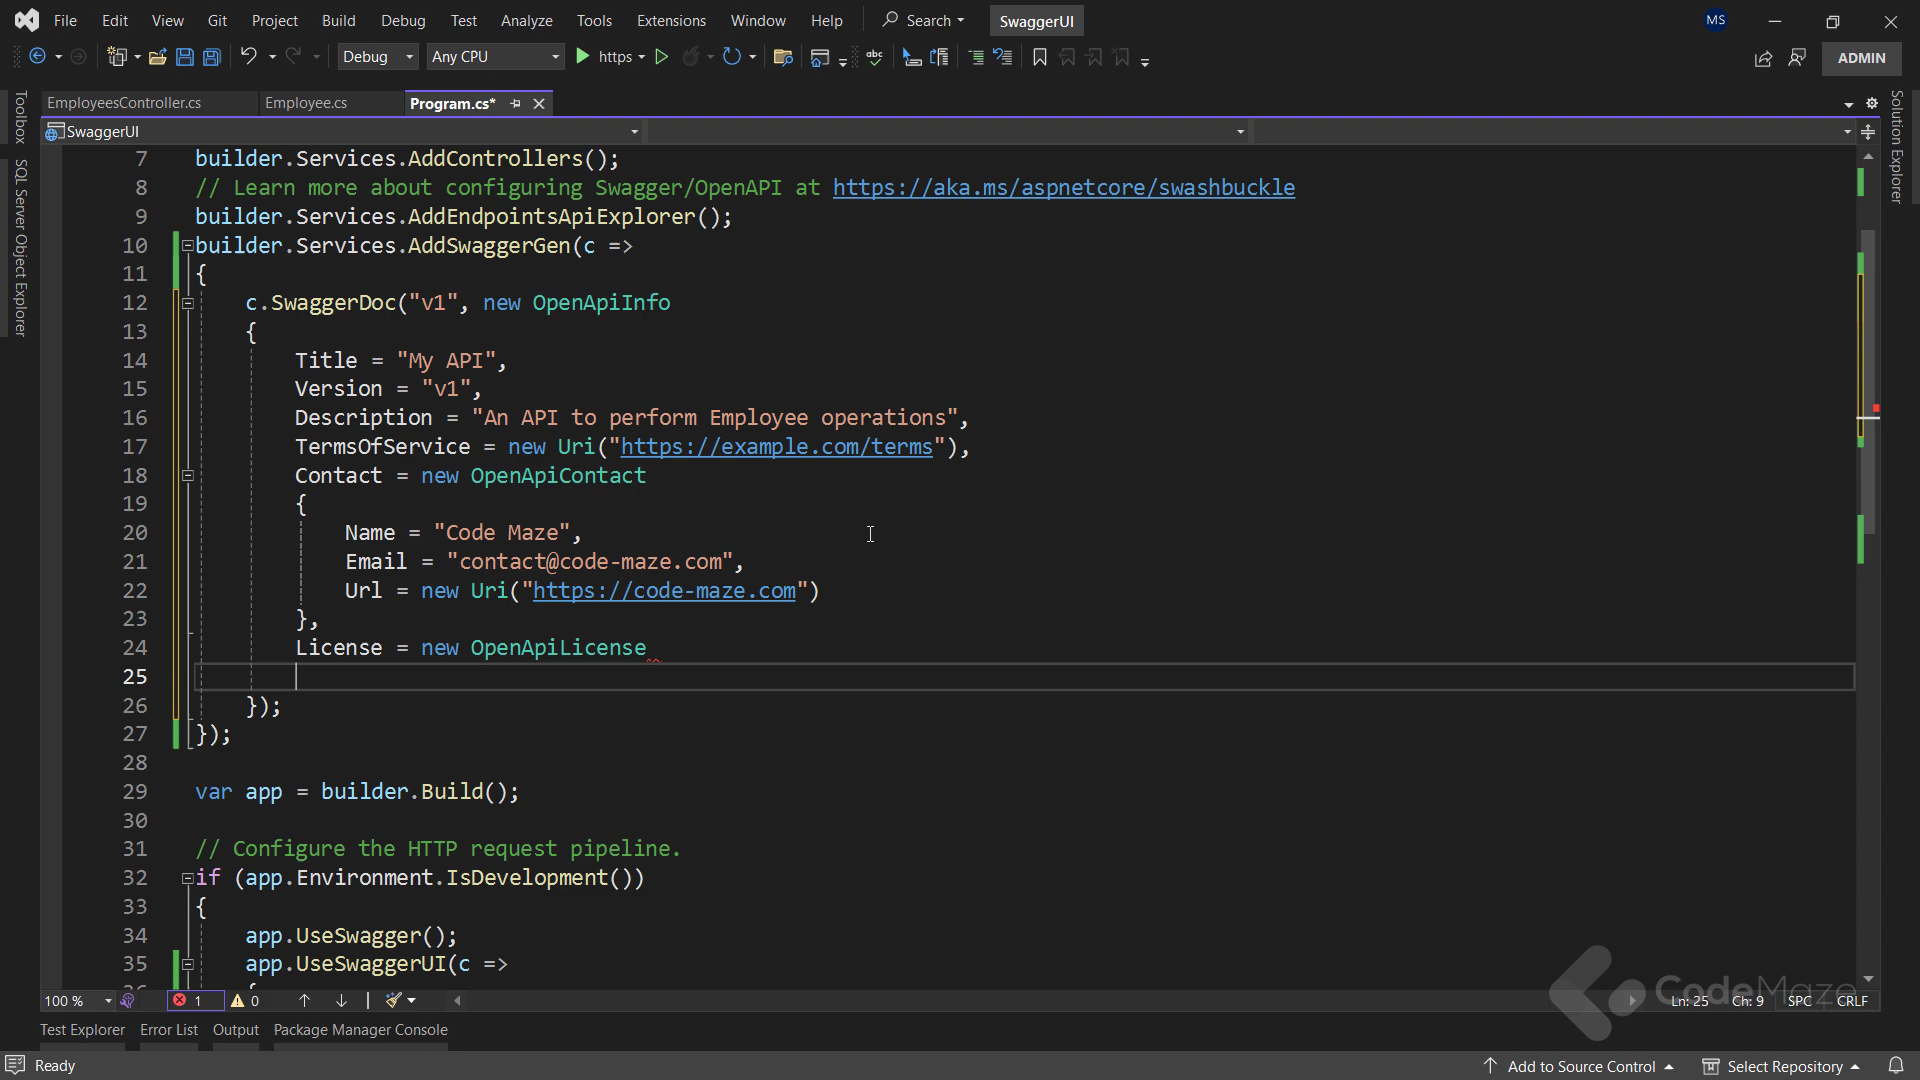 File Edit View Git Project Build Debug Test Analyze Tools Extensions Window Help Search SwaggerUI MS
Debug Any CPU https abc ADMIN
EmployeesController.cs Employee.cs Program.cs*
SwaggerUI
Toolbox
SQL Server Object Explorer
Solution Explorer
7 builder.Services.AddControllers();
8 // Learn more about configuring Swagger/OpenAPI at https://aka.ms/aspnetcore/swashbuckle
9 builder.Services.AddEndpointsApiExplorer();
10 builder.Services.AddSwaggerGen(c =>
11 {
12 c.SwaggerDoc("v1", new OpenApiInfo
13 {
14 Title = "My API",
15 Version = "v1",
16 Description = "An API to perform Employee operations",
17 TermsOfService = new Uri("https://example.com/terms"),
18 Contact = new OpenApiContact
19 {
20 Name = "Code Maze",
21 Email = "contact@code-maze.com",
22 Url = new Uri("https://code-maze.com")
23 },
24 License = new OpenApiLicense
25
26 });
27 });
28
29 var app = builder.Build();
30
31 // Configure the HTTP request pipeline.
32 if (app.Environment.IsDevelopment())
33 {
34 app.UseSwagger();
35 app.UseSwaggerUI(c =>
100 % 1 0 Ln: 25 Ch: 9 SPC CRLF
CodeMaze
Test Explorer Error List Output Package Manager Console
Ready Add to Source Control Select Repository